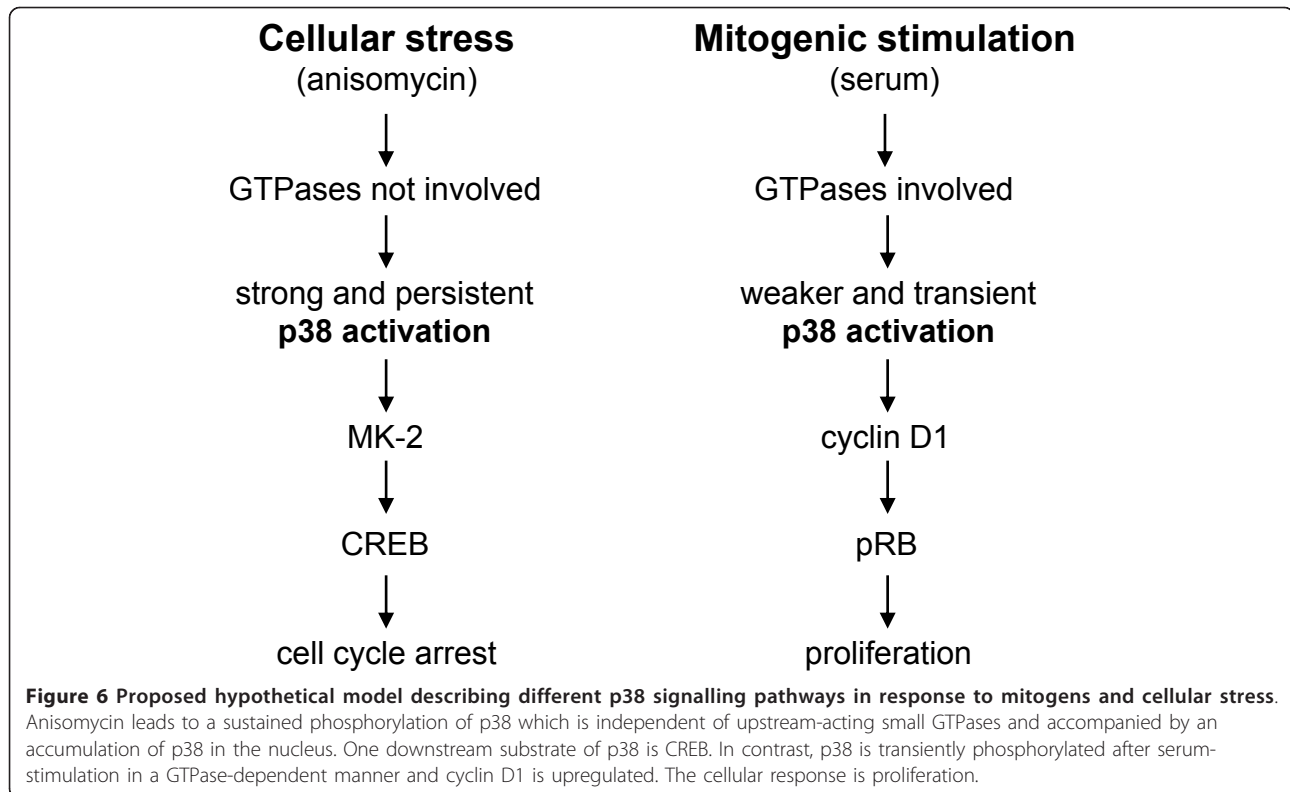 Cellular stress
(anisomycin)
GTPases not involved
strong and persistent
p38 activation
MK-2
CREB
cell cycle arrest
Mitogenic stimulation
(serum)
GTPases involved
weaker and transient
p38 activation
cyclin D1
pRB
proliferation
Figure 6 Proposed hypothetical model describing different p38 signalling pathways in response to mitogens and cellular stress.
Anisomycin leads to a sustained phosphorylation of p38 which is independent of upstream-acting small GTPases and accompanied by an
accumulation of p38 in the nucleus. One downstream substrate of p38 is CREB. In contrast, p38 is transiently phosphorylated after serum-
stimulation in a GTPase-dependent manner and cyclin D1 is upregulated. The cellular response is proliferation.